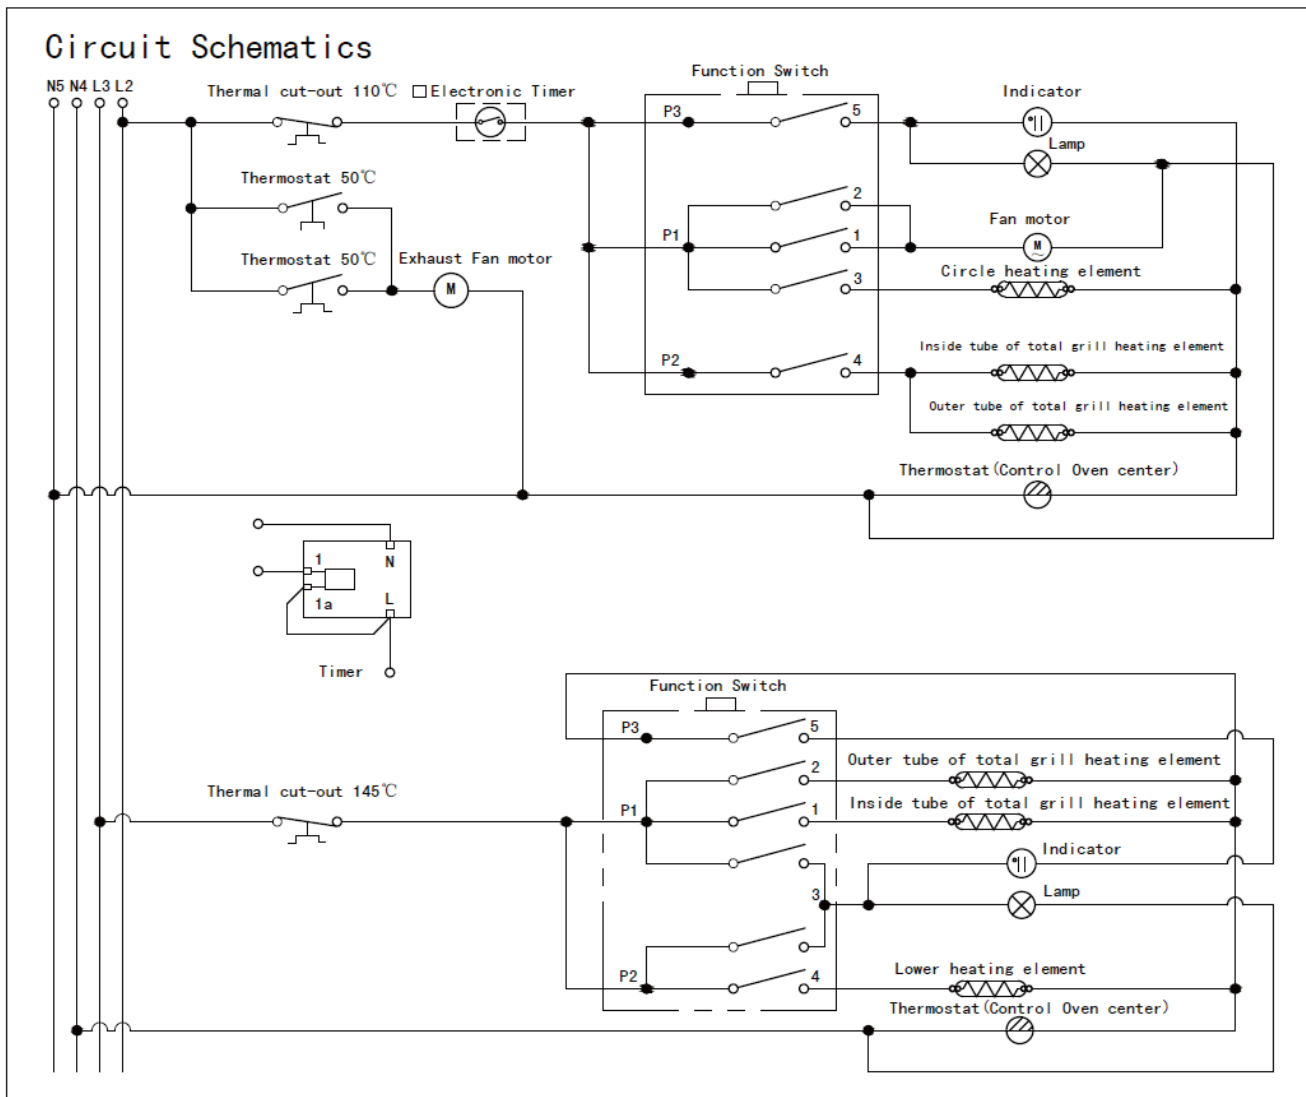 Circuit Schematics
N5 N4 L3 L2
Thermal cut-out 110℃
□Electronic Timer
Function Switch
Indicator
P3
5
Lamp
Thermostat 50℃
2
Fan motor
P1
1
M
~
Thermostat 50℃
Exhaust Fan motor
M
3
Circle heating element
P2
4
Inside tube of total grill heating element
Outer tube of total grill heating element
Thermostat(Control Oven center)
1
N
1a
L
Timer
Function Switch
P3
5
2
Outer tube of total grill heating element
Thermal cut-out 145℃
P1
1
Inside tube of total grill heating element
Indicator
3
Lamp
P2
4
Lower heating element
Thermostat(Control Oven center)